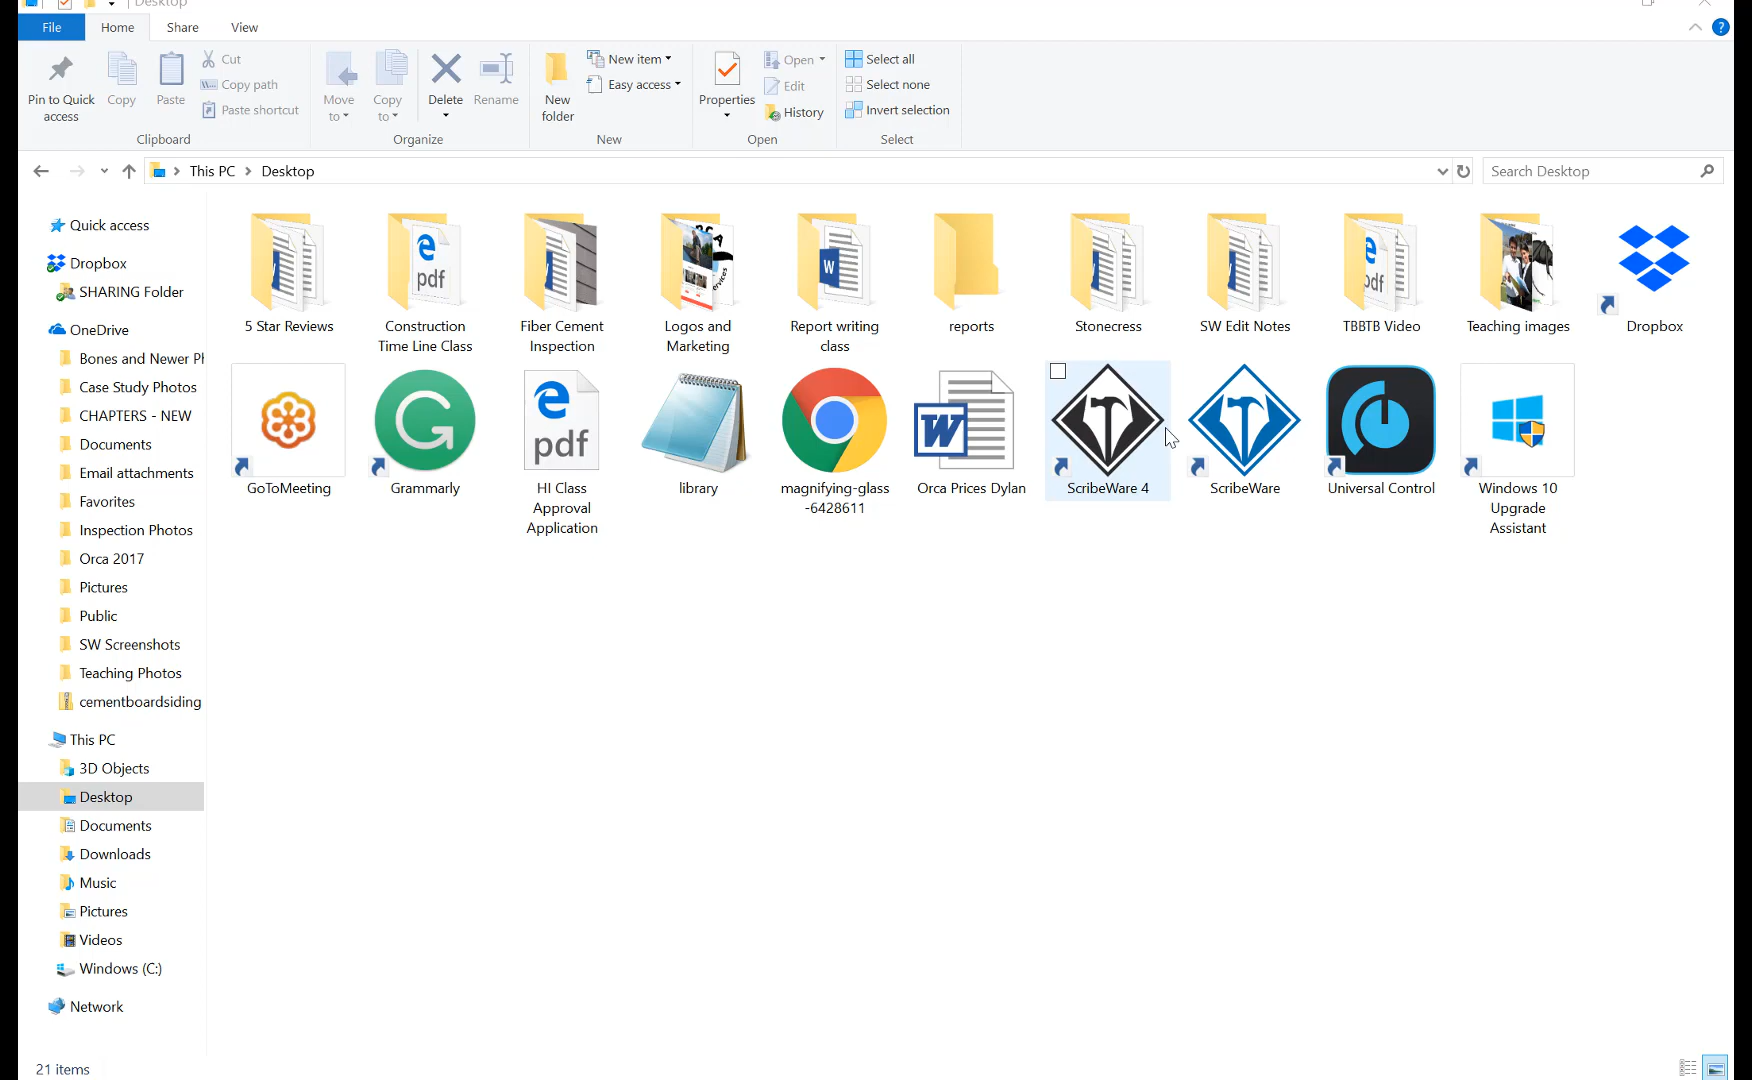 Desktop
File Home Share View
Pin to Quick access
Copy
Paste
Cut
Copy path
Paste shortcut
Clipboard
Move to
Copy to
Delete
Rename
Organize
New folder
New item
Easy access
New
Properties
Open
Edit
History
Open
Select all
Select none
Invert selection
Select
This PC > Desktop
Search Desktop
Quick access
Dropbox
SHARING Folder
OneDrive
Bones and Newer Ph
Case Study Photos
CHAPTERS - NEW
Documents
Email attachments
Favorites
Inspection Photos
Orca 2017
Pictures
Public
SW Screenshots
Teaching Photos
cementboardsiding
This PC
3D Objects
Desktop
Documents
Downloads
Music
Pictures
Videos
Windows (C:)
Network
5 Star Reviews
pdf
Construction
Time Line Class
Fiber Cement
Inspection
Logos and
Marketing
W
Report writing
class
reports
Stonecress
SW Edit Notes
pdf
TBBTB Video
Teaching images
Dropbox
GoToMeeting
G
Grammarly
pdf
HI Class
Approval
Application
library
magnifying-glass
-6428611
W
Orca Prices Dylan
ScribeWare 4
ScribeWare
Universal Control
Windows 10
Upgrade
Assistant
21 items